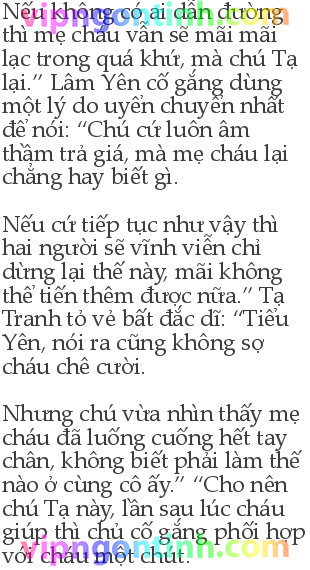 Nếu không có ai dẫn đường
thì mẹ cháu vẫn sẽ mãi mãi
lạc trong quá khứ, mà chú Tạ
lại.” Lâm Yên cố gắng dùng
một lý do uyển chuyển nhất
để nói: “Chú cứ luôn âm
thầm trả giá, mà mẹ cháu lại
chẳng hay biết gì.
Nếu cứ tiếp tục như vậy thì
hai người sẽ vĩnh viễn chỉ
dừng lại thế này, mãi không
thể tiến thêm được nữa.” Tạ
Tranh tỏ vẻ bất đắc dĩ: “Tiểu
Yên, nói ra cũng không sợ
cháu chê cười.
Nhưng chú vừa nhìn thấy mẹ
cháu đã luống cuống hết tay
chân, không biết phải làm thế
nào ở cùng cô ấy.” “Cho nên
chú Tạ này, lần sau lúc cháu
giúp thì chủ cố gắng phối hợp
với cháu một chút.
vipngontinh.com
vipngontinh.com